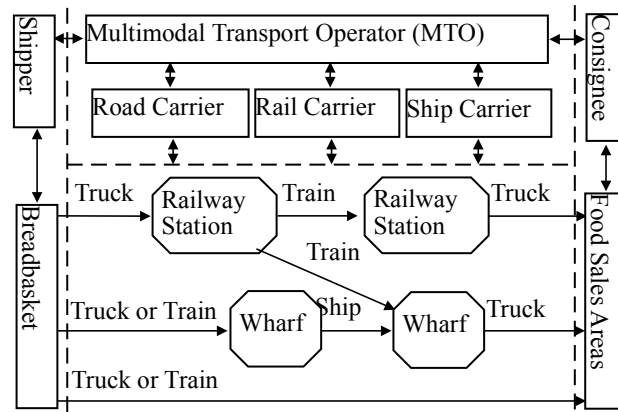 Shipper
Multimodal Transport Operator (MTO)
Consignee
Road Carrier
Rail Carrier
Ship Carrier
Breadbasket
Truck
Railway
Station
Train
Railway
Station
Truck
Food Sales Areas
Train
Truck or Train
Wharf
Ship
Wharf
Truck
Truck or Train